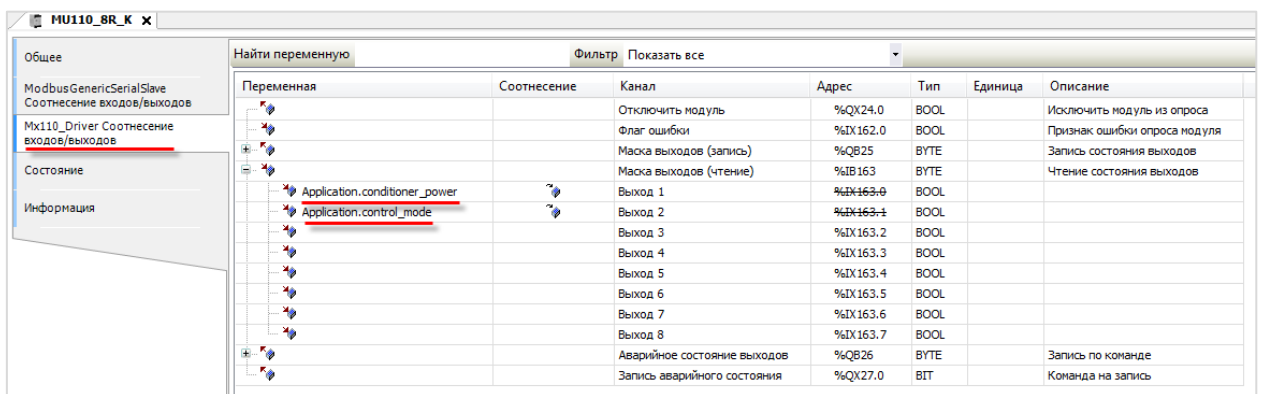 MU110_8R_K X
Общее
ModbusGenericSerialSlave
Соотнесение входов/выходов
Mx110_Driver Соотнесение
входов/выходов
Состояние
Информация
Найти переменную Фильтр Показать все
Переменная Соотнесение Канал Адрес Тип Единица Описание
Отключить модуль %QX24.0 BOOL Исключить модуль из опроса
Флаг ошибки %IX162.0 BOOL Признак ошибки опроса модуля
Маска выходов (запись) %QB25 BYTE Запись состояния выходов
Маска выходов (чтение) %IB163 BYTE Чтение состояния выходов
Application.conditioner_power Выход 1 %IX163.0 BOOL
Application.control_mode Выход 2 %IX163.1 BOOL
Выход 3 %IX163.2 BOOL
Выход 4 %IX163.3 BOOL
Выход 5 %IX163.4 BOOL
Выход 6 %IX163.5 BOOL
Выход 7 %IX163.6 BOOL
Выход 8 %IX163.7 BOOL
Аварийное состояние выходов %QB26 BYTE Запись по команде
Запись аварийного состояния %QX27.0 BIT Команда на запись